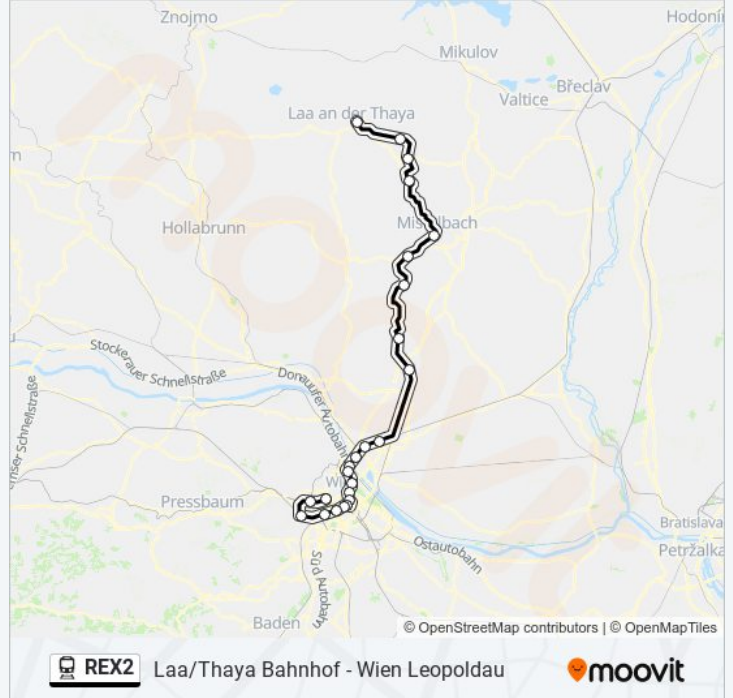 Znojmo
Hodonín
Mikulov
Břeclav
Valtice
Laa an der Thaya
Mistelbach
Hollabrunn
Stockerauer Schnellstraße
Donauufer Autobahn
Pressbaum
Ostautobahn
Bratislava
Petržalka
Süd Autobahn
Baden
moovit
© OpenStreetMap contributors | © OpenMapTiles
REX2 Laa/Thaya Bahnhof - Wien Leopoldau
moovit